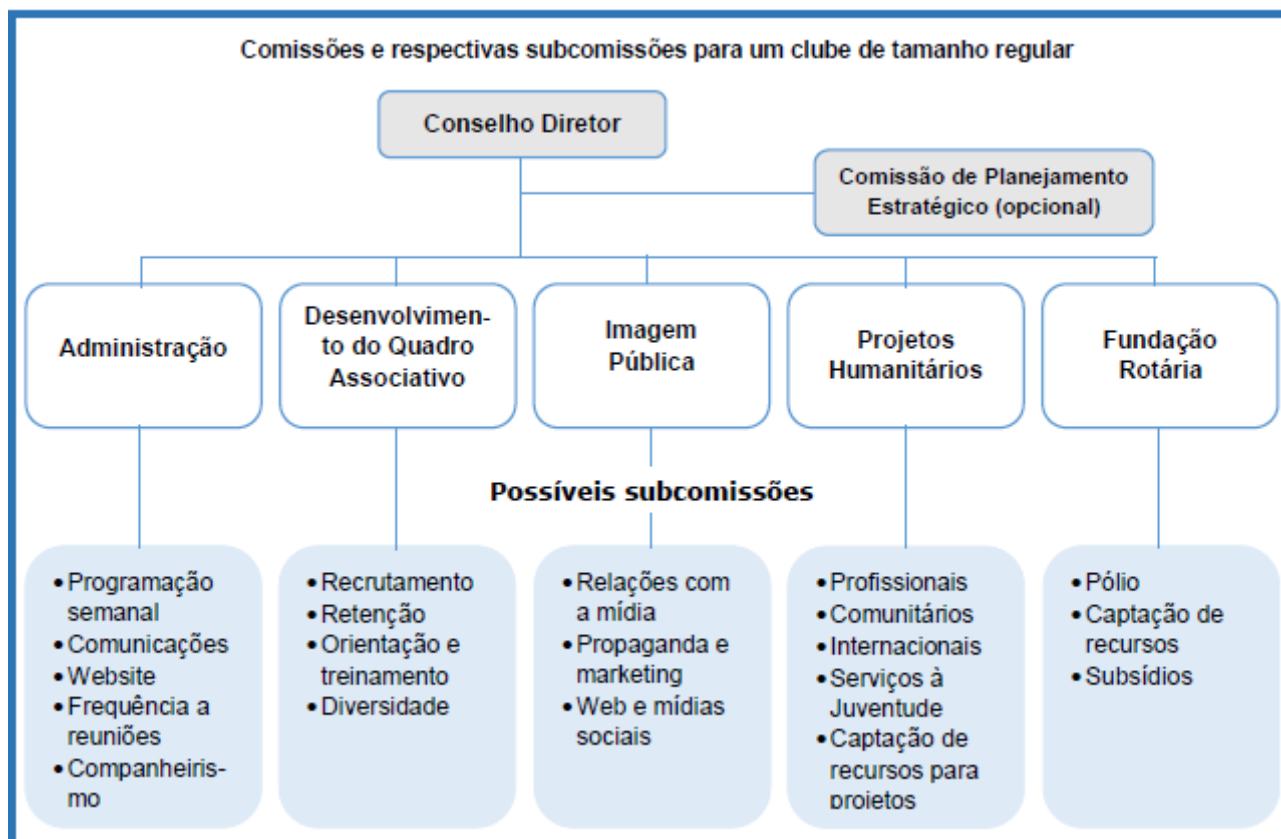 Comissões e respectivas subcomissões para um clube de tamanho regular
Conselho Diretor
Comissão de Planejamento
Estratégico (opcional)
Administração
Desenvolvimen-
to do Quadro
Associativo
Imagem
Pública
Projetos
Humanitários
Fundação
Rotária
Possíveis subcomissões
•Programação
semanal
•Comunicações
•Website
•Frequência a
reuniões
•Companheiris-
mo
•Recrutamento
•Retenção
•Orientação e
treinamento
•Diversidade
•Relações com
a mídia
•Propaganda e
marketing
•Web e mídias
sociais
•Profissionais
•Comunitários
•Internacionais
•Serviços à
Juventude
•Captação de
recursos para
projetos
•Pólio
•Captação de
recursos
•Subsídios